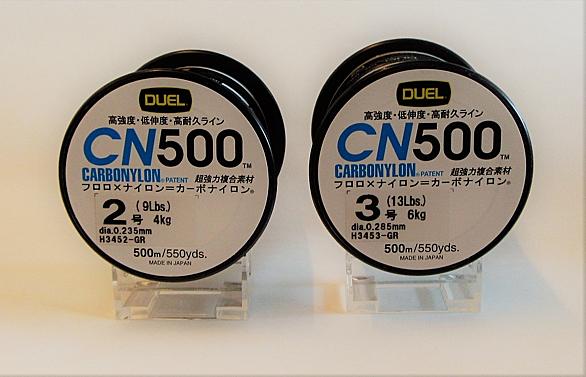 DUEL
高強度・低伸度・高耐久ライン
CN500™
CARBONYLON® PATENT 超強力複合素材
フロロ×ナイロン=カーボナイロン®
2号 (9Lbs.) 4kg
dia.0.235mm
H3452-GR
500m/550yds.
MADE IN JAPAN
DUEL
高強度・低伸度・高耐久ライン
CN500™
CARBONYLON® PATENT 超強力複合素材
フロロ×ナイロン=カーボナイロン®
3号 (13Lbs.) 6kg
dia.0.285mm
H3453-GR
500m/550yds.
MADE IN JAPAN